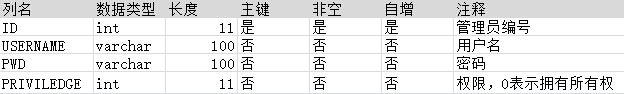 列名 数据类型 长度 主键 非空 自增 注释
ID int 11 是 是 是 管理员编号
USERNAME varchar 100 否 否 否 用户名
PWD varchar 100 否 否 否 密码
PRIVILEDGE int 11 否 否 否 权限，0表示拥有所有权